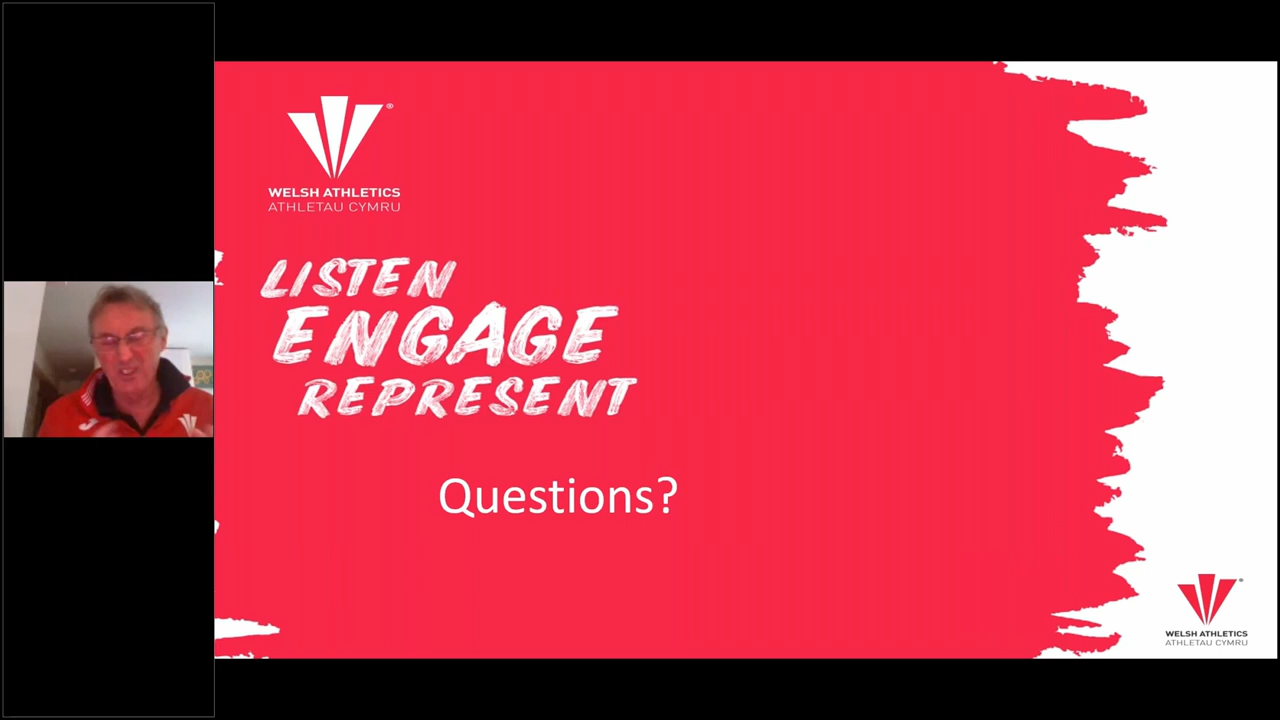 WELSH ATHLETICS
ATHLETAU CYMRU
LISTEN
ENGAGE
REPRESENT
Questions?
WELSH ATHLETICS
ATHLETAU CYMRU